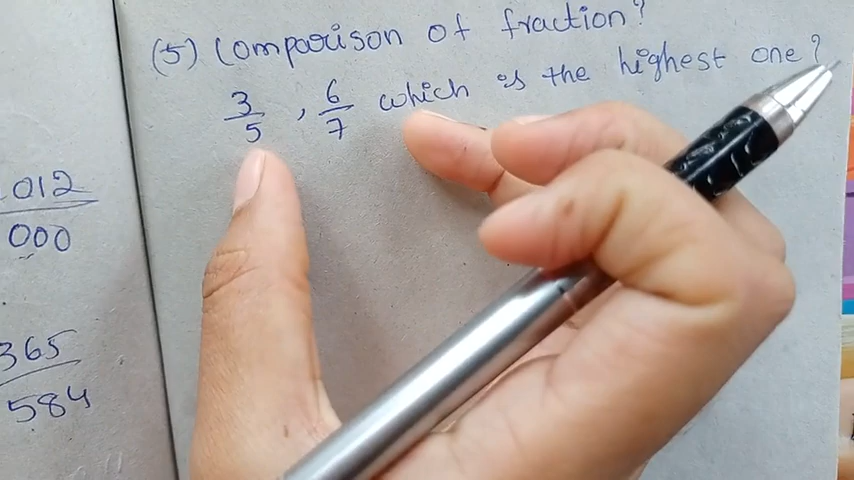 (5) Comparison of fraction?
3/5 , 6/7 which is the highest one?
012
000
365
584